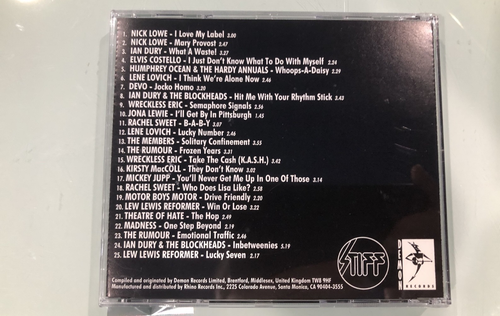 1. NICK LOWE - I Love My Label 3.00
2. NICK LOWE - Mary Provost 2.47
3. IAN DURY - What A Waste! 3.27
4. ELVIS COSTELLO - I Just Don't Know What To Do With Myself 2.24
5. HUMPHREY OCEAN & THE HARDY ANNUALS - Whoops-A-Daisy 2.29
6. LENE LOVICH - I Think We're Alone Now 2.46
7. DEVO - Jocko Homo 3.20
8. IAN DURY & THE BLOCKHEADS - Hit Me With Your Rhythm Stick 3.43
9. WRECKLESS ERIC - Semaphore Signals 2.56
10. JONA LEWIE - I'll Get By In Pittsburgh 1.45
11. RACHEL SWEET - B-A-B-Y 3.07
12. LENE LOVICH - Lucky Number 2.46
13. THE MEMBERS - Solitary Confinement 3.55
14. THE RUMOUR - Frozen Years 3.31
15. WRECKLESS ERIC - Take The Cash (K.A.S.H.) 3.42
16. KIRSTY MacCOLL - They Don't Know 3.02
17. MICKEY JUPP - You'll Never Get Me Up In One Of Those 3.14
18. RACHEL SWEET - Who Does Lisa Like? 2.58
19. MOTOR BOYS MOTOR - Drive Friendly 2.20
20. LEW LEWIS REFORMER - Win Or Lose 2.22
21. THEATRE OF HATE - The Hop 2.49
22. MADNESS - One Step Beyond 2.17
23. THE RUMOUR - Emotional Traffic 2.46
24. IAN DURY & THE BLOCKHEADS - Inbetweenies 5.19
25. LEW LEWIS REFORMER - Lucky Seven 2.17
STIFF
DEMON
RECORDS
Compiled and originated by Demon Records Limited, Brentford, Middlesex, United Kingdom TW8 9HF
Manufactured and distributed by Rhino Records Inc., 2225 Colorado Avenue, Santa Monica, CA 90404-3555